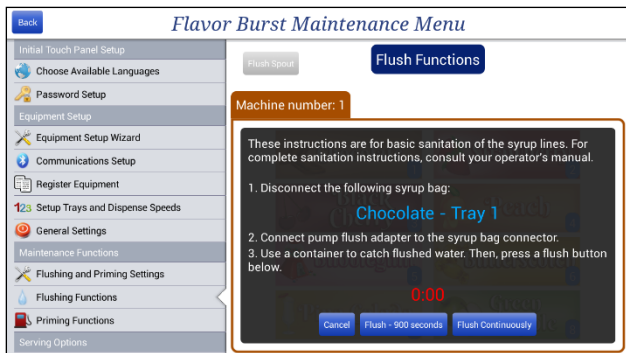 Back
Flavor Burst Maintenance Menu
Initial Touch Panel Setup
Choose Available Languages
Password Setup
Equipment Setup
Equipment Setup Wizard
Communications Setup
Register Equipment
123 Setup Trays and Dispense Speeds
General Settings
Maintenance Functions
Flushing and Priming Settings
Flushing Functions
Priming Functions
Serving Options
Flush Spout
Flush Functions
Machine number: 1
These instructions are for basic sanitation of the syrup lines. For
complete sanitation instructions, consult your operator's manual.
1. Disconnect the following syrup bag:
Chocolate - Tray 1
2. Connect pump flush adapter to the syrup bag connector.
3. Use a container to catch flushed water. Then, press a flush button
below.
0:00
Cancel
Flush - 900 seconds
Flush Continuously